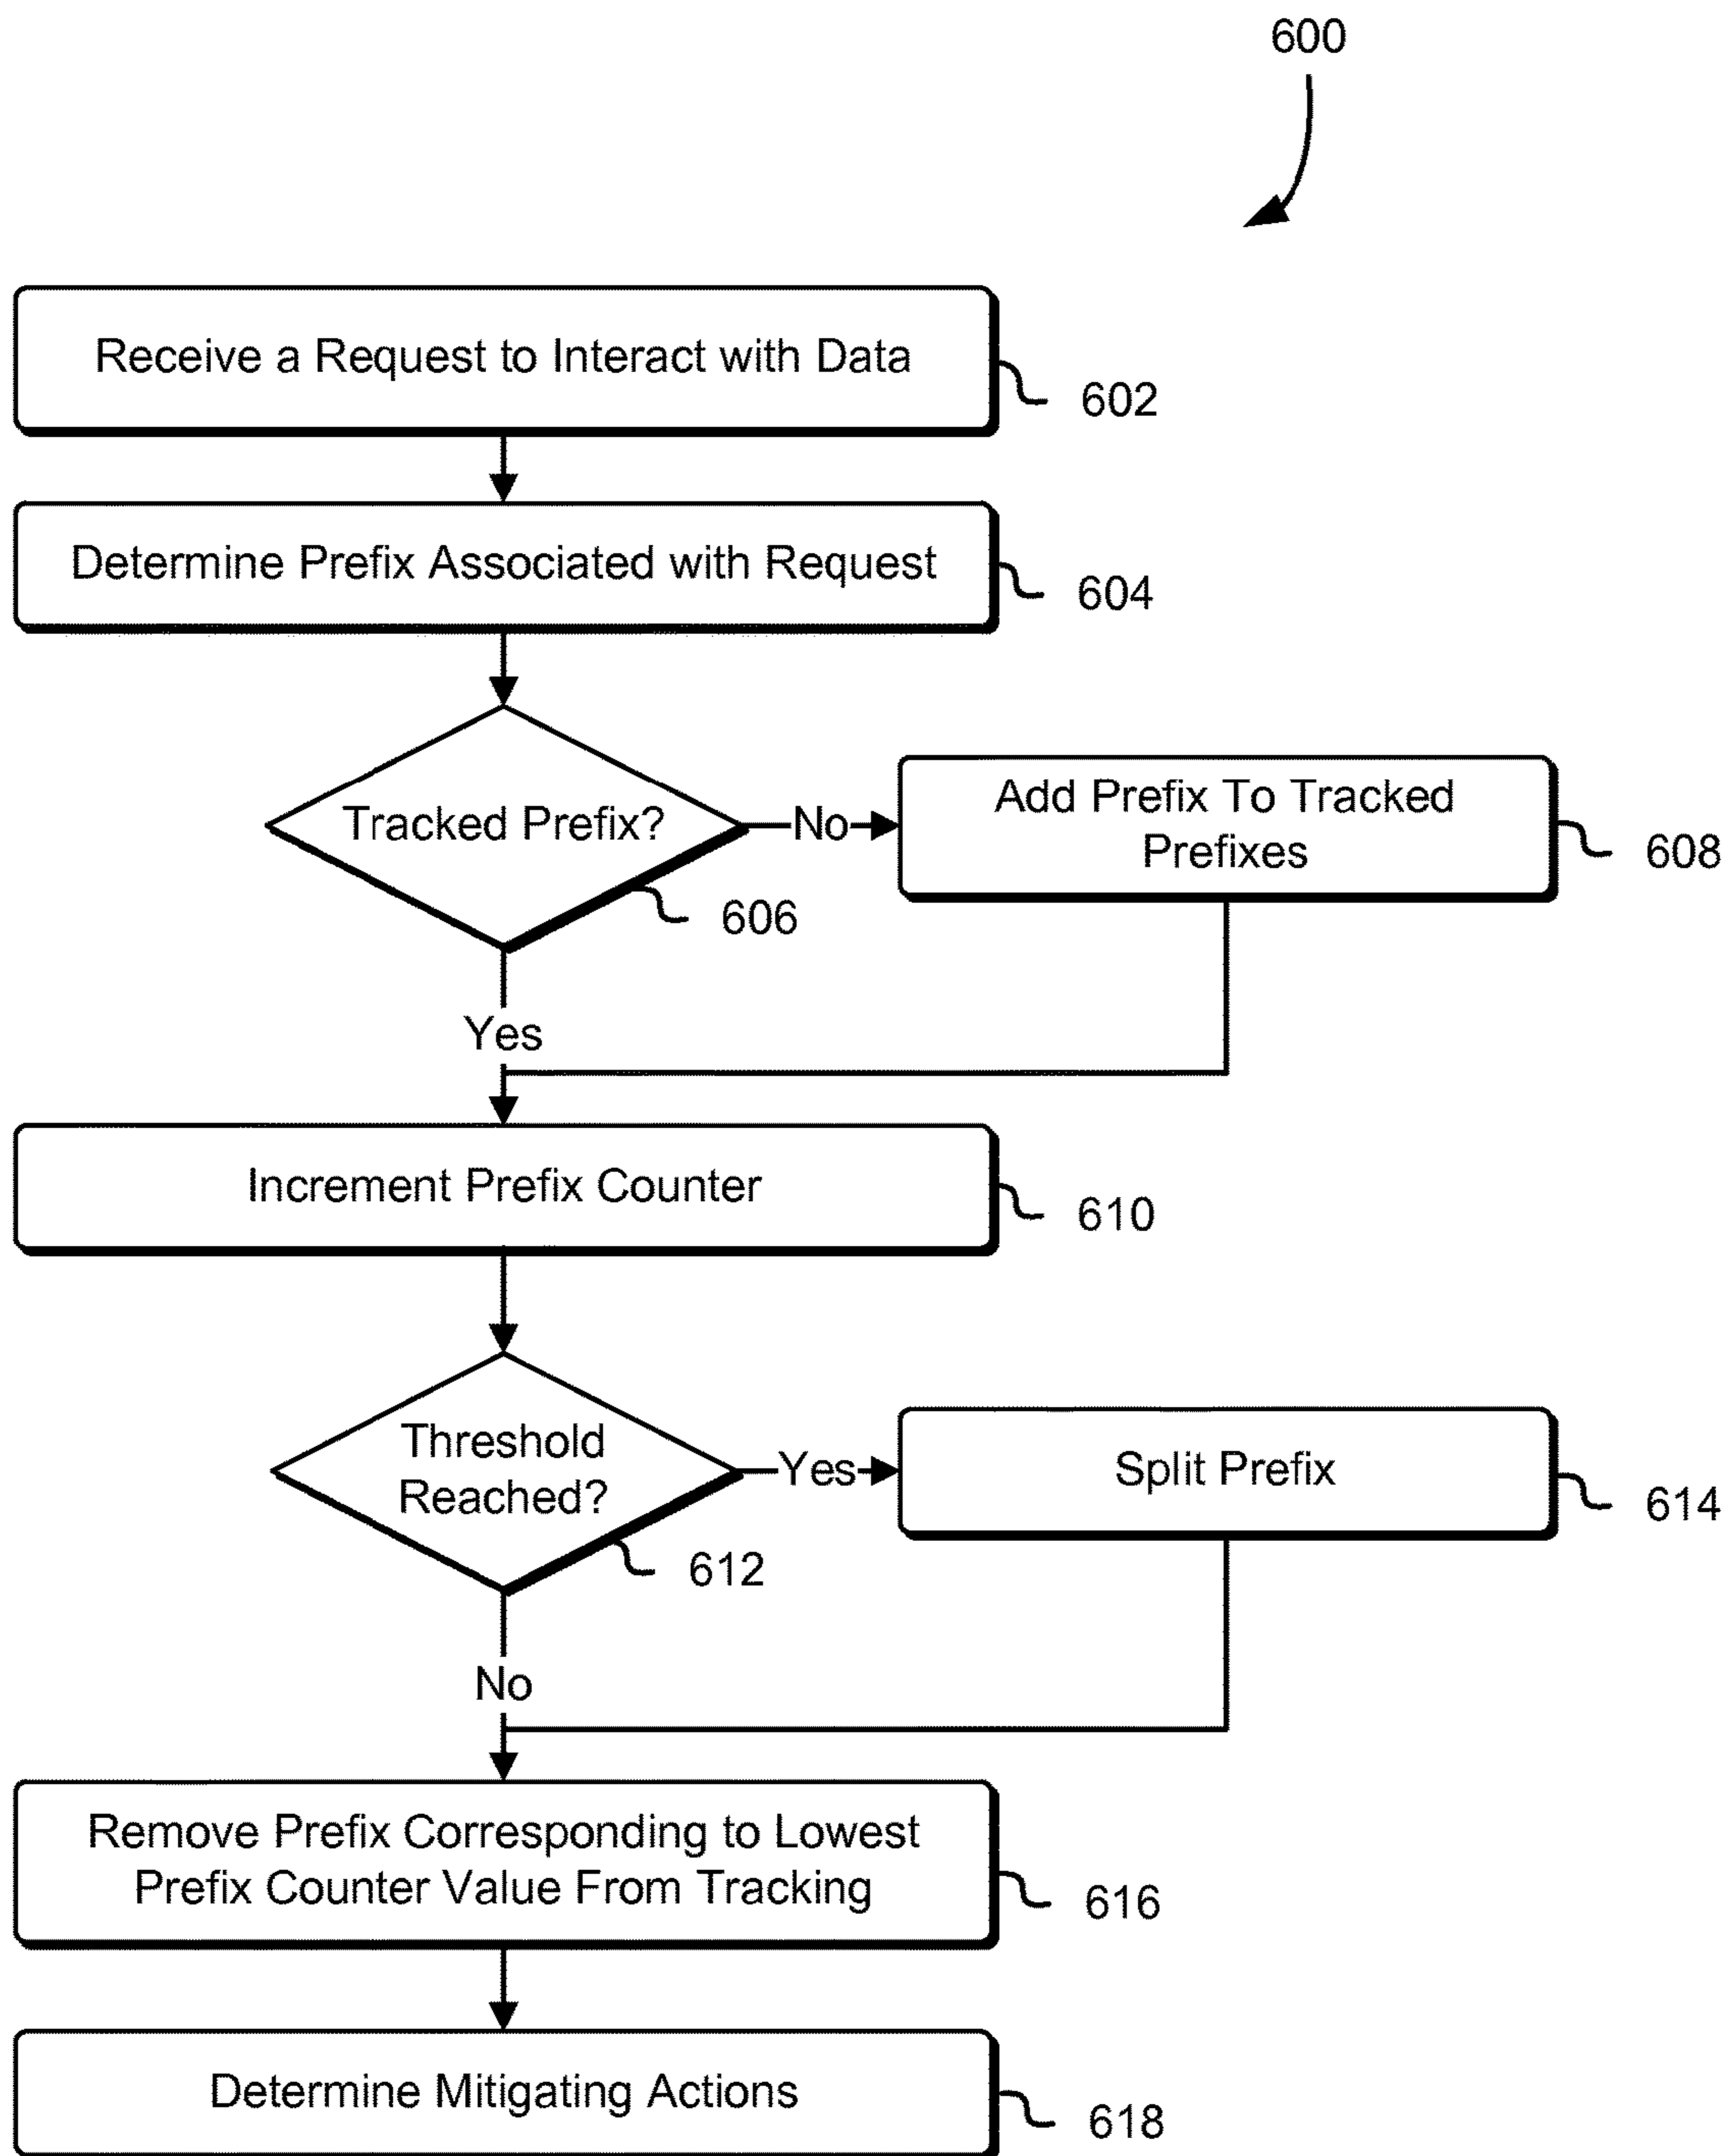 600
Receive a Request to Interact with Data
602
Determine Prefix Associated with Request
604
Tracked Prefix?
No
Add Prefix To Tracked
Prefixes
608
606
Yes
Increment Prefix Counter
610
Threshold
Reached?
Yes
Split Prefix
614
612
No
Remove Prefix Corresponding to Lowest
Prefix Counter Value From Tracking
616
Determine Mitigating Actions
618